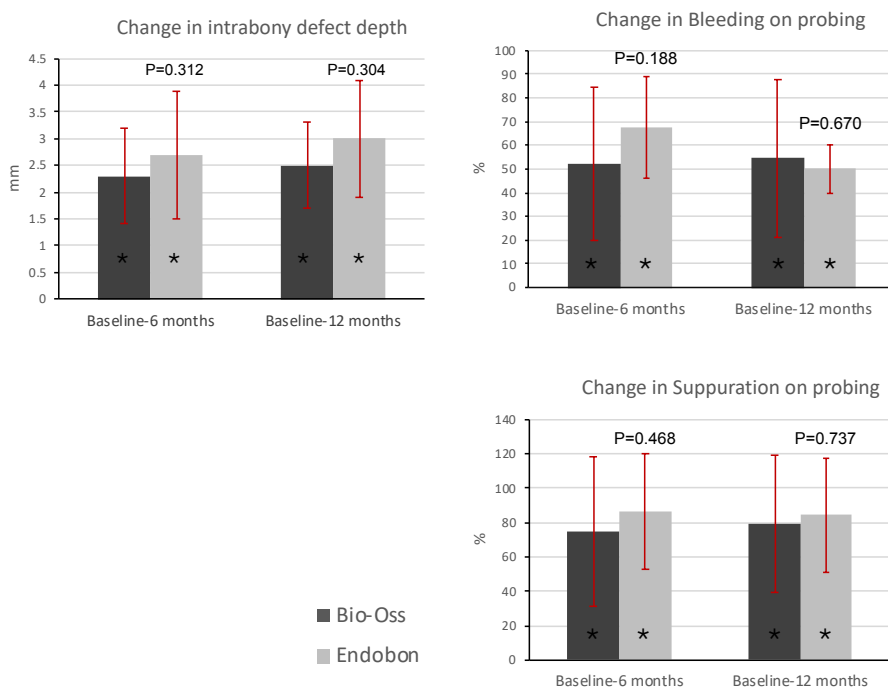 Change in intrabony defect depth
4.5
4
3.5
3
2.5
2
1.5
1
0.5
0
mm
P=0.312
P=0.304
* * * *
Baseline-6 months Baseline-12 months
Change in Bleeding on probing
100
90
80
70
60
50
40
30
20
10
0
%
P=0.188
P=0.670
* * * *
Baseline-6 months Baseline-12 months
Change in Suppuration on probing
140
120
100
80
60
40
20
0
%
P=0.468
P=0.737
* * * *
Baseline-6 months Baseline-12 months
Bio-Oss
Endobon